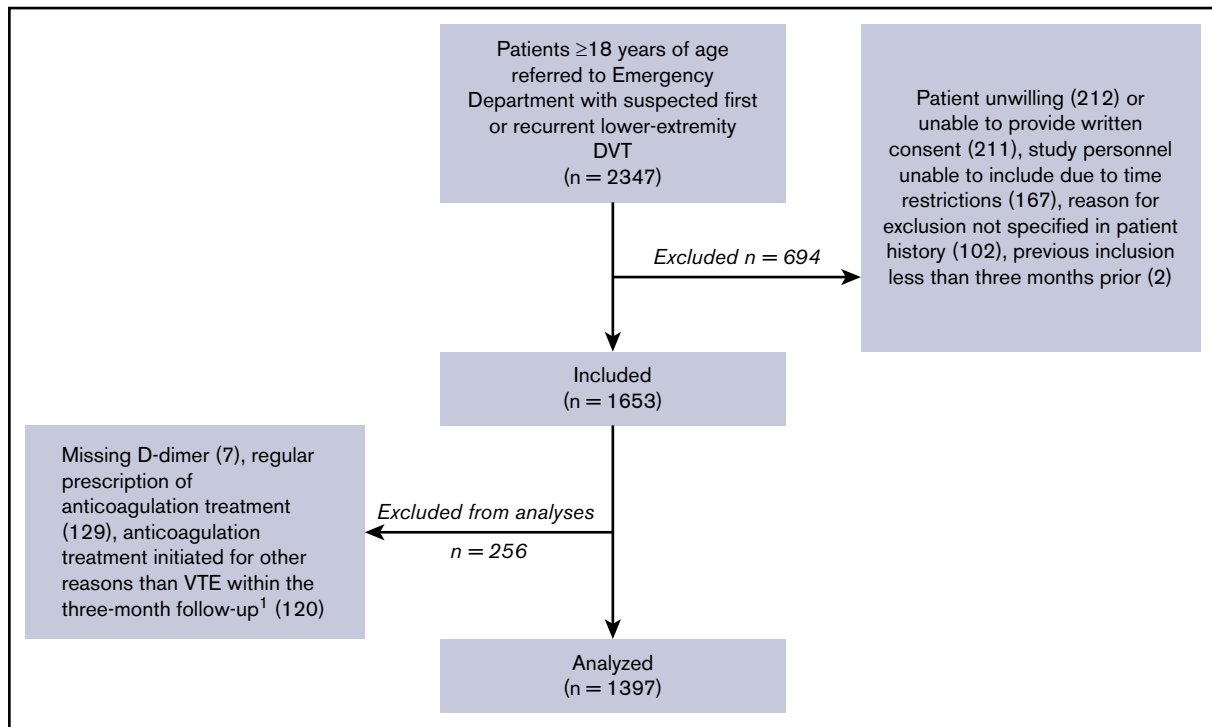 Patients ≥18 years of age
referred to Emergency
Department with suspected first
or recurrent lower-extremity
DVT
(n = 2347)
Patient unwilling (212) or
unable to provide written
consent (211), study personnel
unable to include due to time
restrictions (167), reason for
exclusion not specified in patient
history (102), previous inclusion
less than three months prior (2)
Excluded n = 694
Included
(n = 1653)
Missing D-dimer (7), regular
prescription of
anticoagulation treatment
(129), anticoagulation
treatment initiated for other
reasons than VTE within the
three-month follow-up¹ (120)
Excluded from analyses
n = 256
Analyzed
(n = 1397)